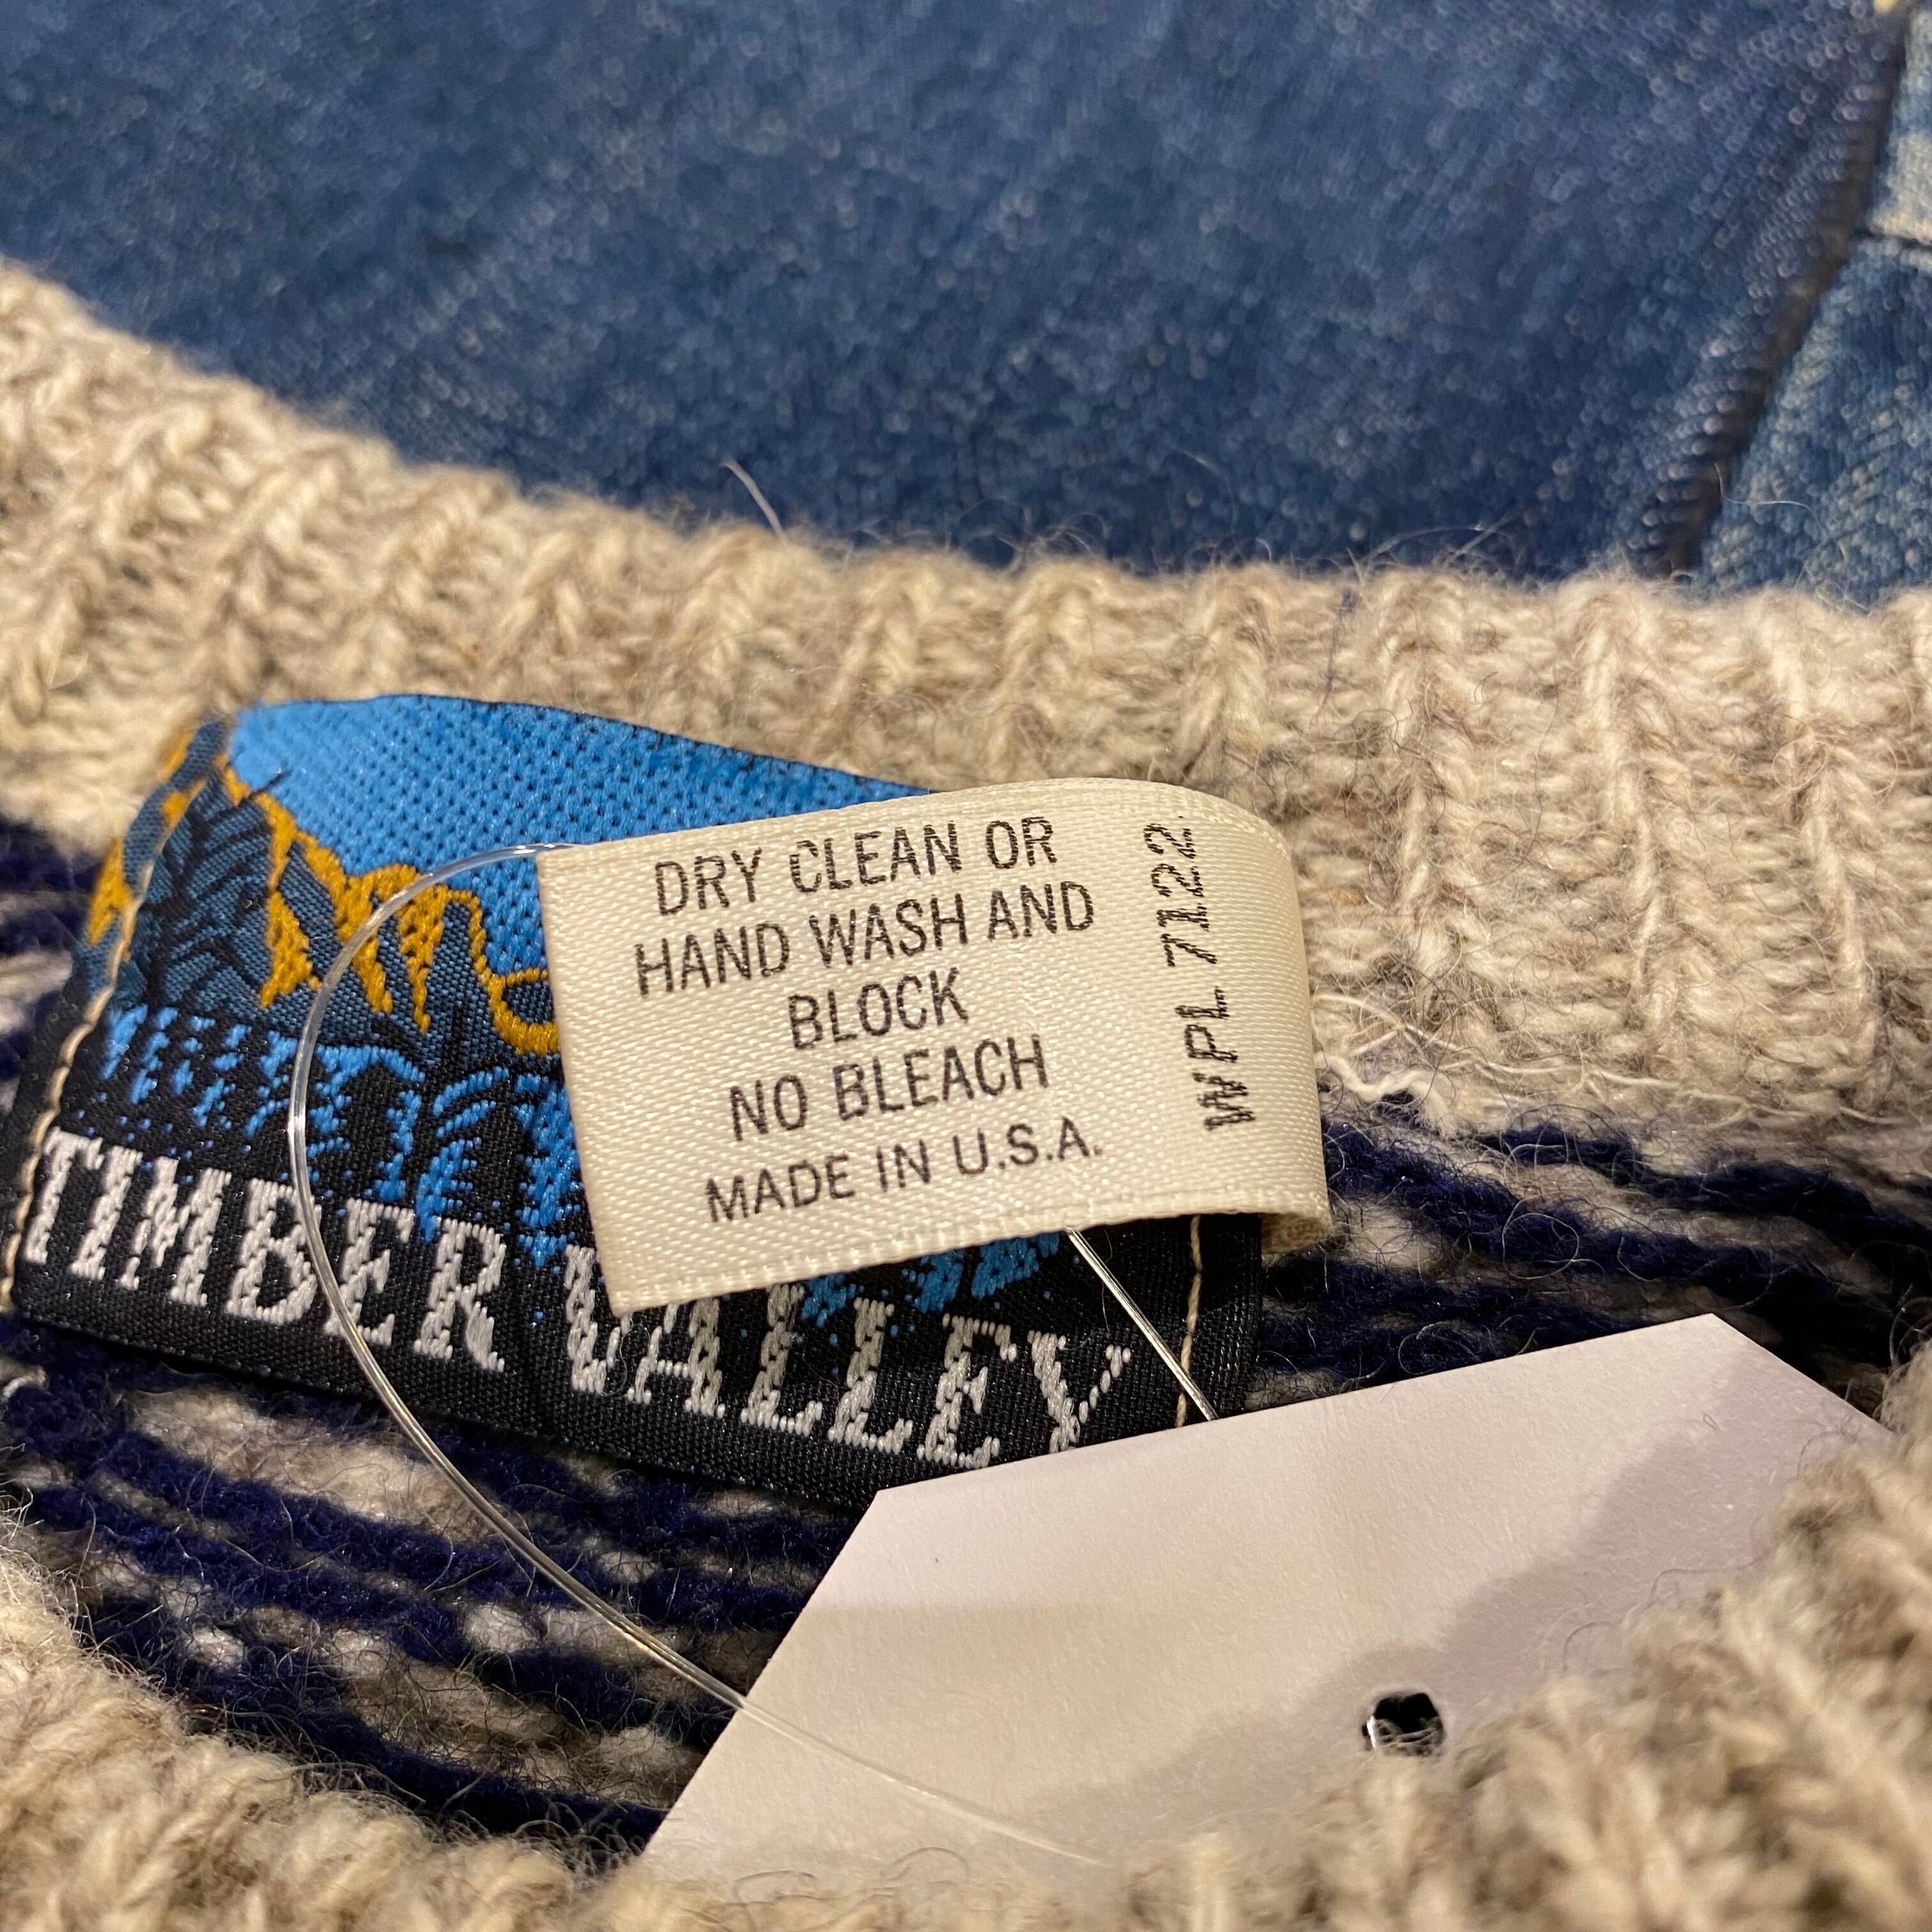 DRY CLEAN OR
HAND WASH AND
BLOCK
NO BLEACH
MADE IN U.S.A.
WPL 7122
TIMBER VALLEY